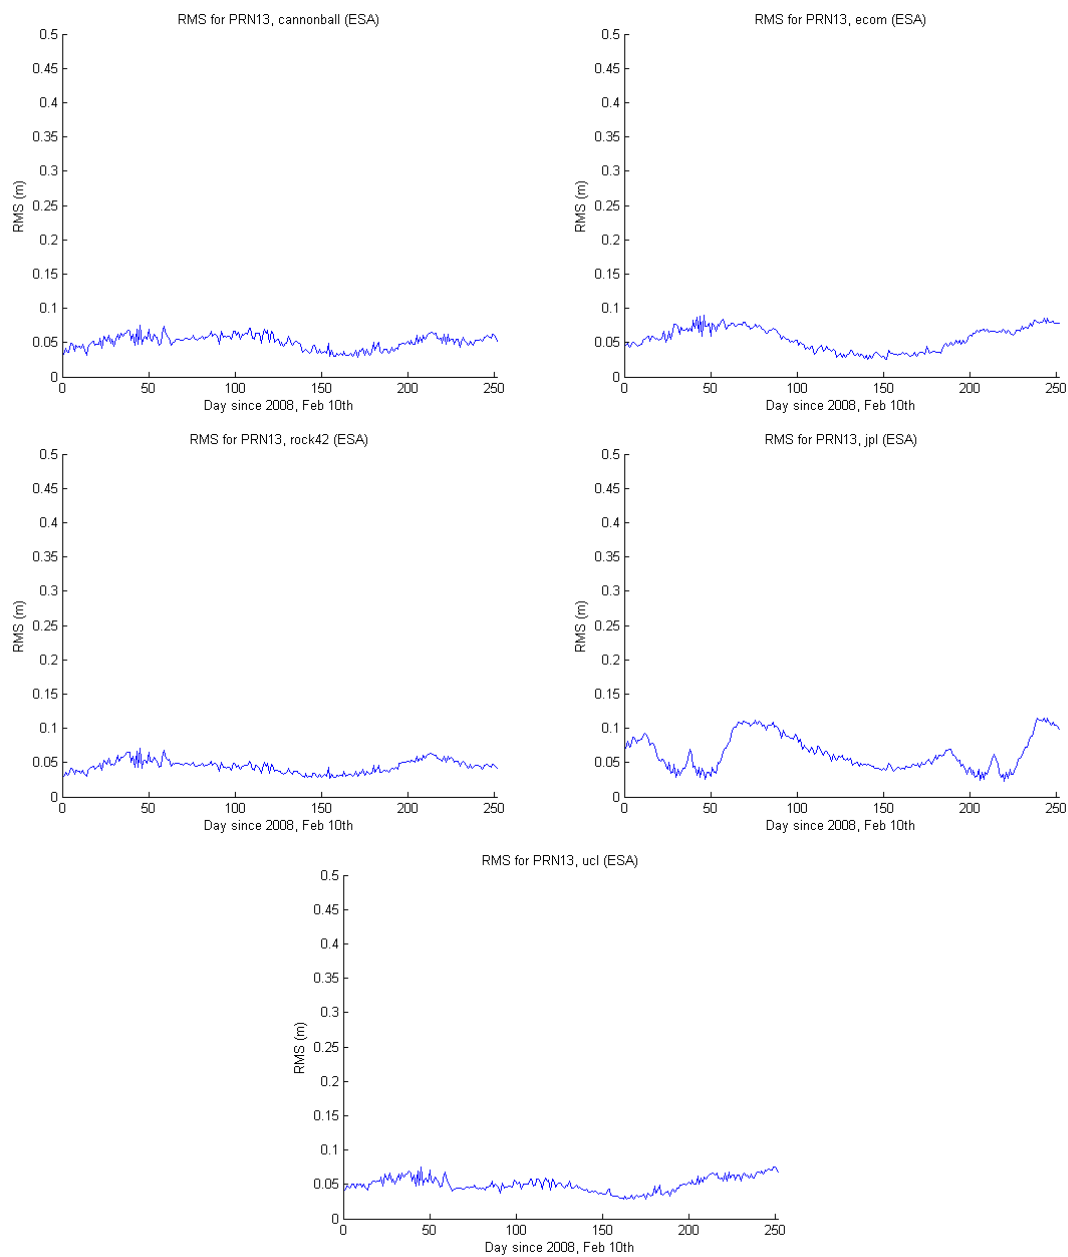 RMS for PRN13, cannonball (ESA)
0.5
0.45
0.4
0.35
0.3
0.25
0.2
0.15
0.1
0.05
0
RMS (m)
0 50 100 150 200 250
Day since 2008, Feb 10th
RMS for PRN13, ecom (ESA)
0.5
0.45
0.4
0.35
0.3
0.25
0.2
0.15
0.1
0.05
0
RMS (m)
0 50 100 150 200 250
Day since 2008, Feb 10th
RMS for PRN13, rock42 (ESA)
0.5
0.45
0.4
0.35
0.3
0.25
0.2
0.15
0.1
0.05
0
RMS (m)
0 50 100 150 200 250
Day since 2008, Feb 10th
RMS for PRN13, jpl (ESA)
0.5
0.45
0.4
0.35
0.3
0.25
0.2
0.15
0.1
0.05
0
RMS (m)
0 50 100 150 200 250
Day since 2008, Feb 10th
RMS for PRN13, ucl (ESA)
0.5
0.45
0.4
0.35
0.3
0.25
0.2
0.15
0.1
0.05
0
RMS (m)
0 50 100 150 200 250
Day since 2008, Feb 10th